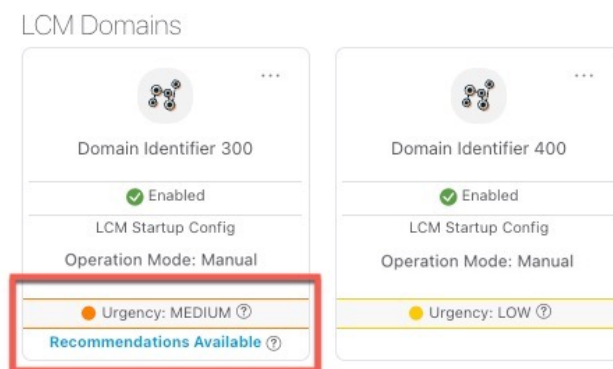 LCM Domains
Domain Identifier 300
Enabled
LCM Startup Config
Operation Mode: Manual
Urgency: MEDIUM ?
Recommendations Available ?
Domain Identifier 400
Enabled
LCM Startup Config
Operation Mode: Manual
Urgency: LOW ?